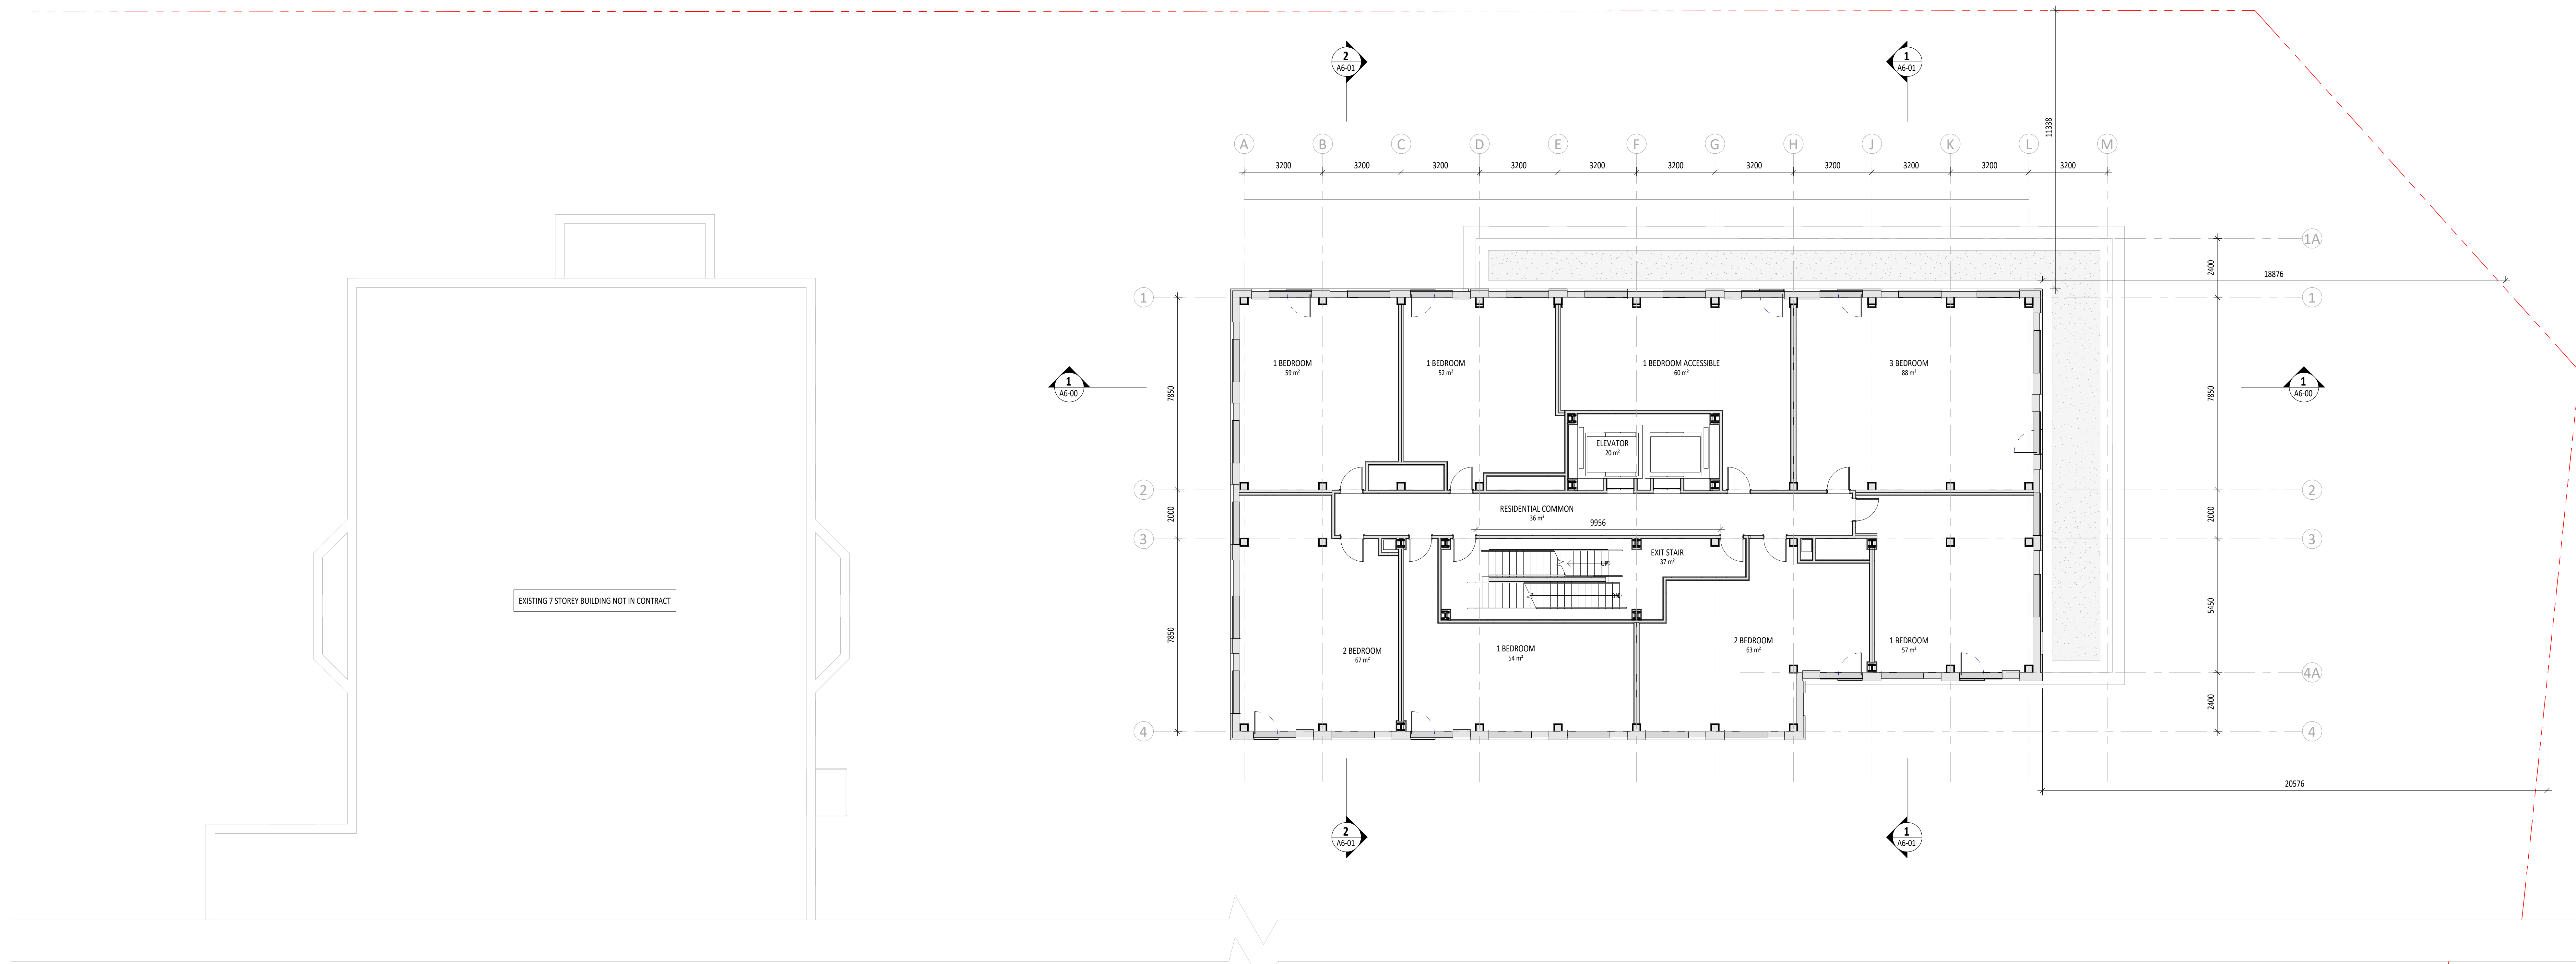 2
A6-01
1
A6-01
11338
A
B
C
D
E
F
G
H
J
K
L
M
3200
3200
3200
3200
3200
3200
3200
3200
3200
3200
3200
1A
2400
18876
1
1
1 BEDROOM
59 m²
1 BEDROOM
52 m²
1 BEDROOM ACCESSIBLE
60 m²
3 BEDROOM
88 m²
1
A6-00
7850
7850
1
A6-00
ELEVATOR
20 m²
2
2
RESIDENTIAL COMMON
36 m²
2000
2000
9956
3
3
EXIT STAIR
37 m²
UP
DN
EXISTING 7 STOREY BUILDING NOT IN CONTRACT
7850
5450
2 BEDROOM
67 m²
1 BEDROOM
54 m²
2 BEDROOM
63 m²
1 BEDROOM
57 m²
4A
2400
4
4
20576
2
A6-01
1
A6-01